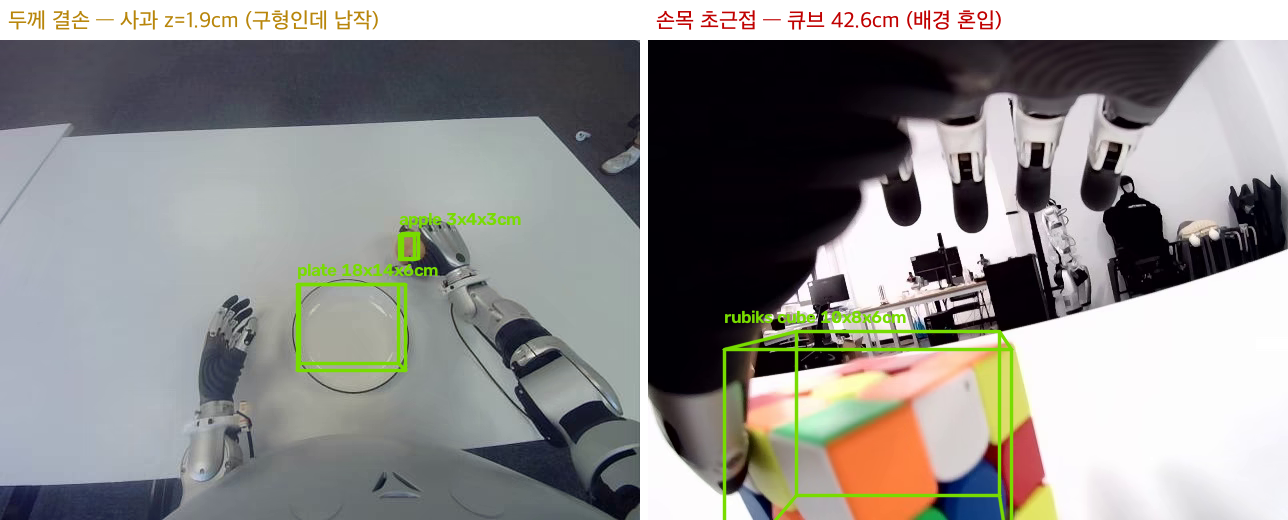 두께 결손 — 사과 z=1.9cm (구형인데 납작)
손목 초근접 — 큐브 42.6cm (배경 혼입)
apple 3x4x3cm
plate 18x14x6cm
rubiks cube 10x8x6cm